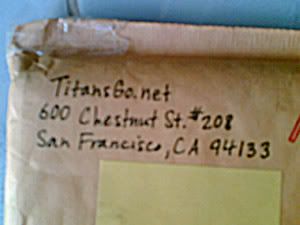 TitansGo.net
600 Chestnut St. #208
San Francisco, CA 94133